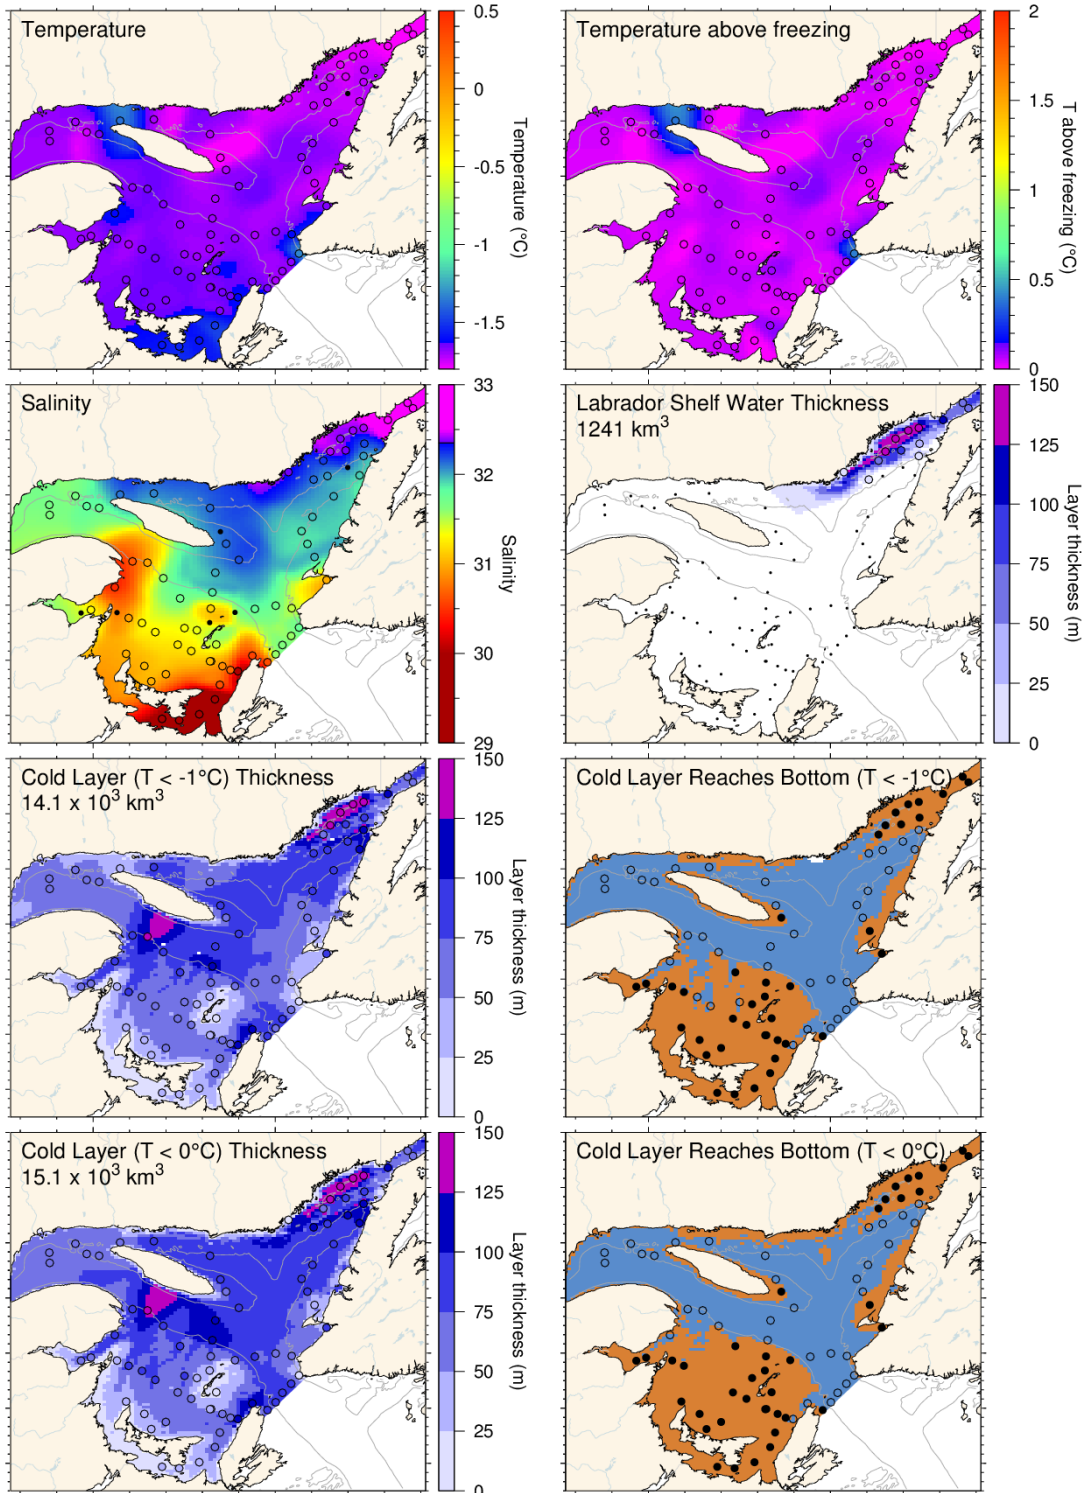 Temperature
0.5
0
-0.5
-1
-1.5
Temperature (°C)
Temperature above freezing
2
1.5
1
0.5
0
T above freezing (°C)
Salinity
33
32
31
30
29
Salinity
Labrador Shelf Water Thickness
1241 km³
150
125
100
75
50
25
0
Layer thickness (m)
Cold Layer (T < -1°C) Thickness
14.1 x 10³ km³
150
125
100
75
50
25
0
Layer thickness (m)
Cold Layer Reaches Bottom (T < -1°C)
Cold Layer (T < 0°C) Thickness
15.1 x 10³ km³
150
125
100
75
50
25
0
Layer thickness (m)
Cold Layer Reaches Bottom (T < 0°C)